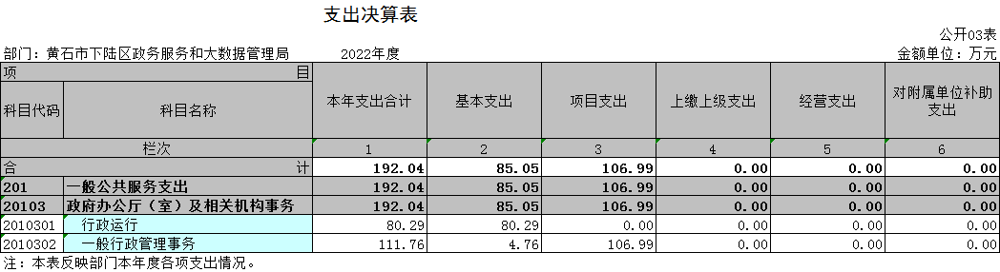 支出决算表
公开03表
部门：黄石市下陆区政务服务和大数据管理局 2022年度 金额单位：万元
项 目 本年支出合计 基本支出 项目支出 上缴上级支出 经营支出 对附属单位补助支出
科目代码 科目名称
栏次 1 2 3 4 5 6
合 计 192.04 85.05 106.99 0.00 0.00 0.00
201 一般公共服务支出 192.04 85.05 106.99 0.00 0.00 0.00
20103 政府办公厅（室）及相关机构事务 192.04 85.05 106.99 0.00 0.00 0.00
2010301 行政运行 80.29 80.29 0.00 0.00 0.00 0.00
2010302 一般行政管理事务 111.76 4.76 106.99 0.00 0.00 0.00
注：本表反映部门本年度各项支出情况。